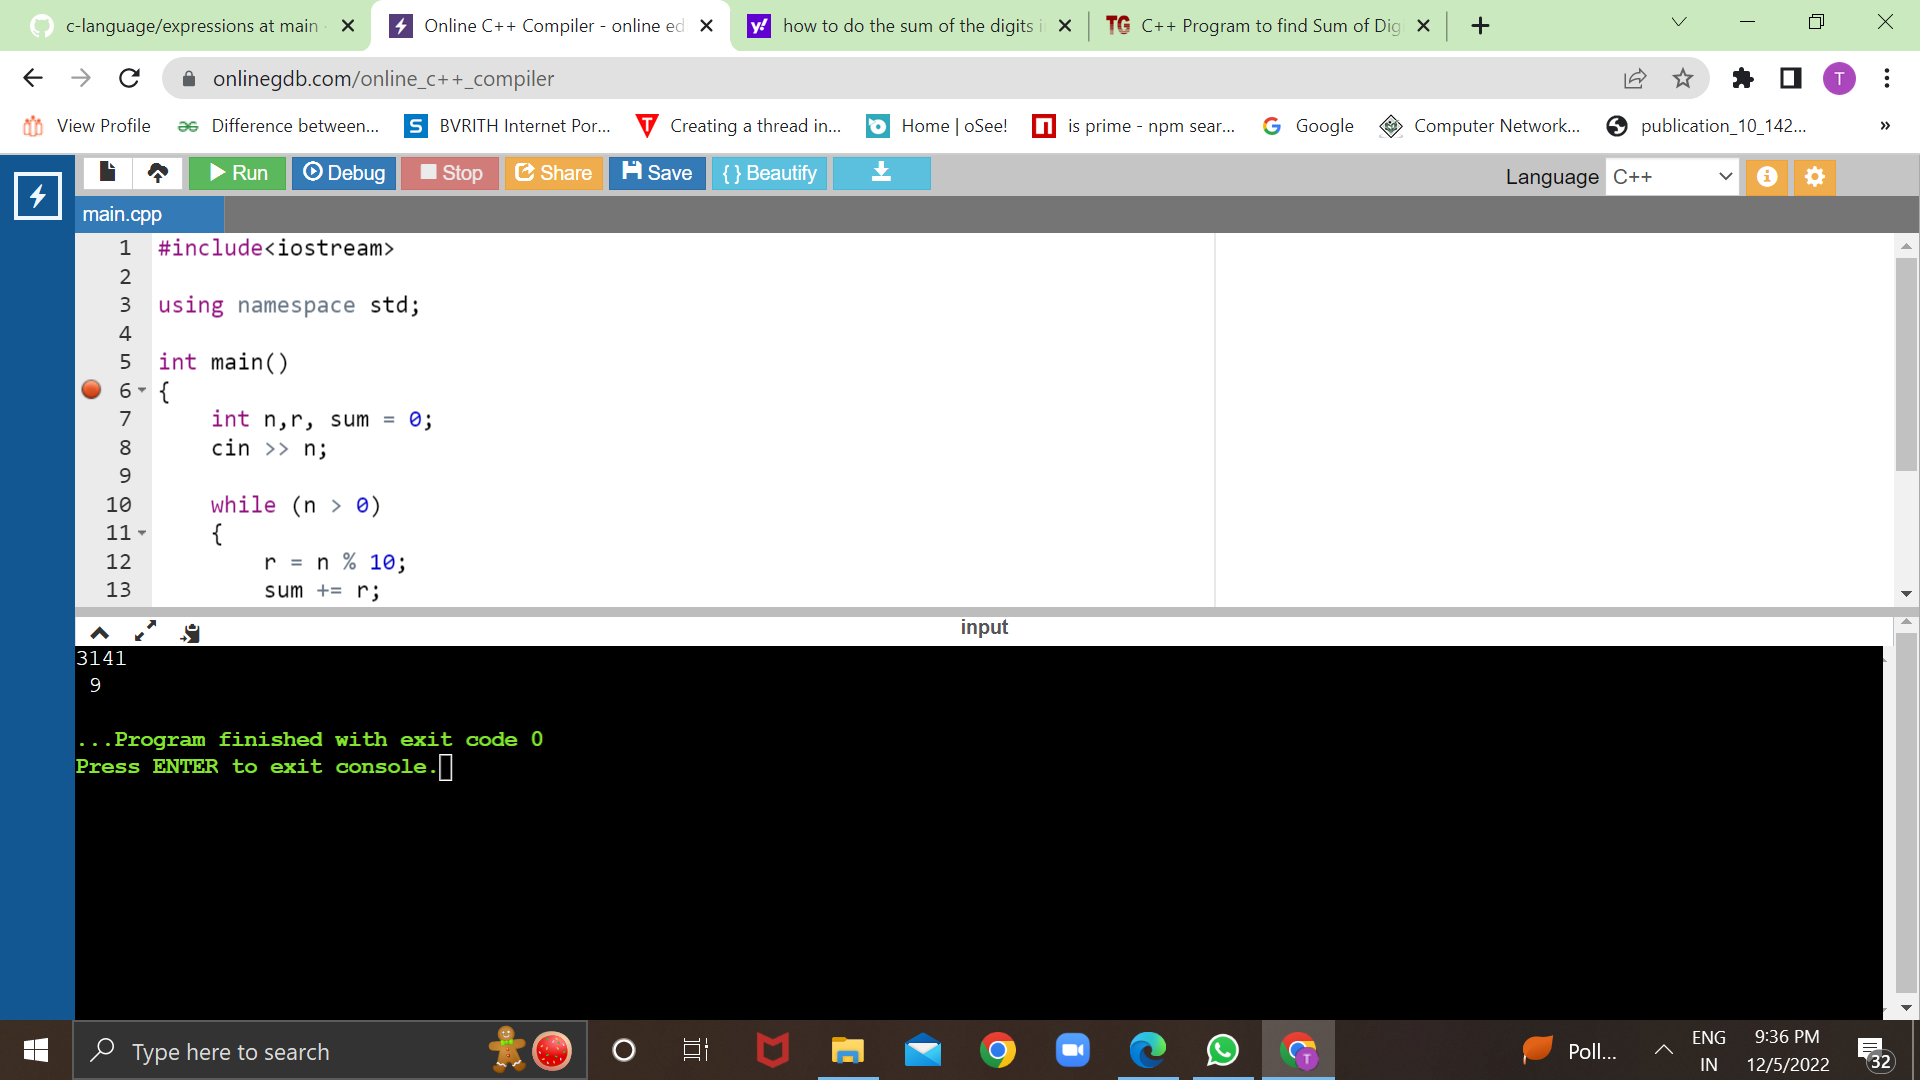 c-language/expressions at main
Online C++ Compiler - online ed
how to do the sum of the digits i
TG C++ Program to find Sum of Dig
onlinegdb.com/online_c++_compiler
T
View Profile
Difference between...
S BVRITH Internet Por...
Creating a thread in...
Home | oSee!
is prime - npm sear...
Google
Computer Network...
publication_10_142...
»
Run
Debug
Stop
Share
Save
{ } Beautify
Language C++
main.cpp
1 #include<iostream>
2
3 using namespace std;
4
5 int main()
6 {
7 int n,r, sum = 0;
8 cin >> n;
9
10 while (n > 0)
11 {
12 r = n % 10;
13 sum += r;
input
3141
9
...Program finished with exit code 0
Press ENTER to exit console.
Type here to search
Poll...
ENG
IN
9:36 PM
12/5/2022
32